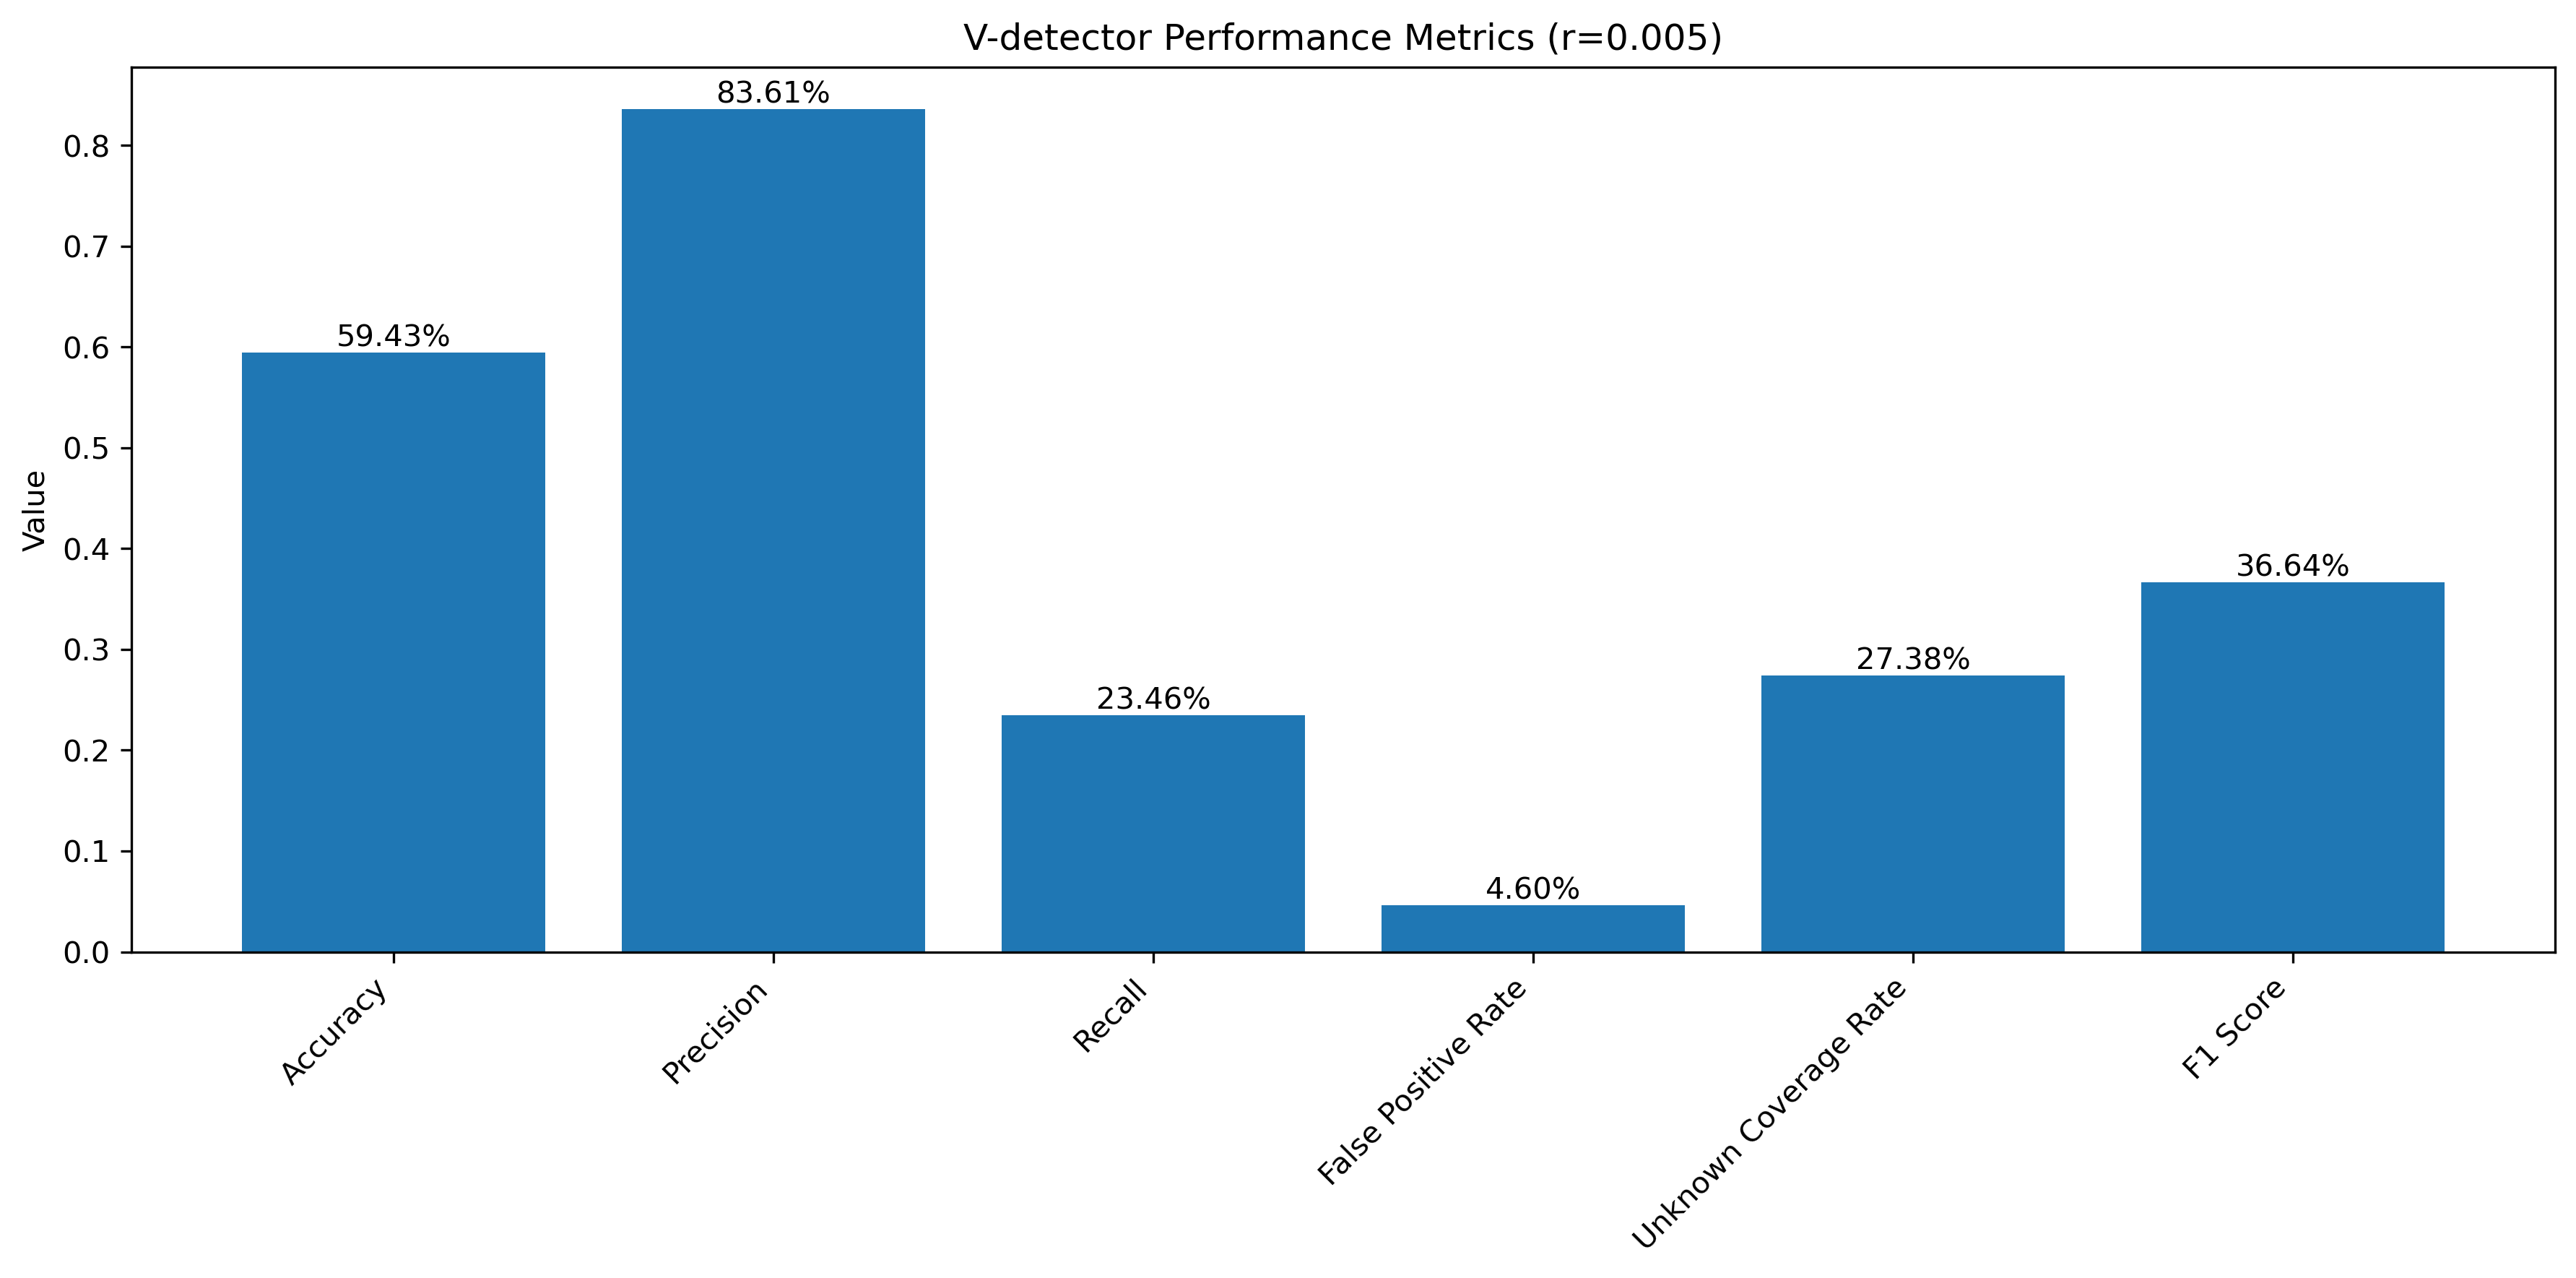 V-detector Performance Metrics (r=0.005)
Value
0.8
0.7
0.6
0.5
0.4
0.3
0.2
0.1
0.0
59.43%
83.61%
23.46%
4.60%
27.38%
36.64%
Accuracy
Precision
Recall
False Positive Rate
Unknown Coverage Rate
F1 Score